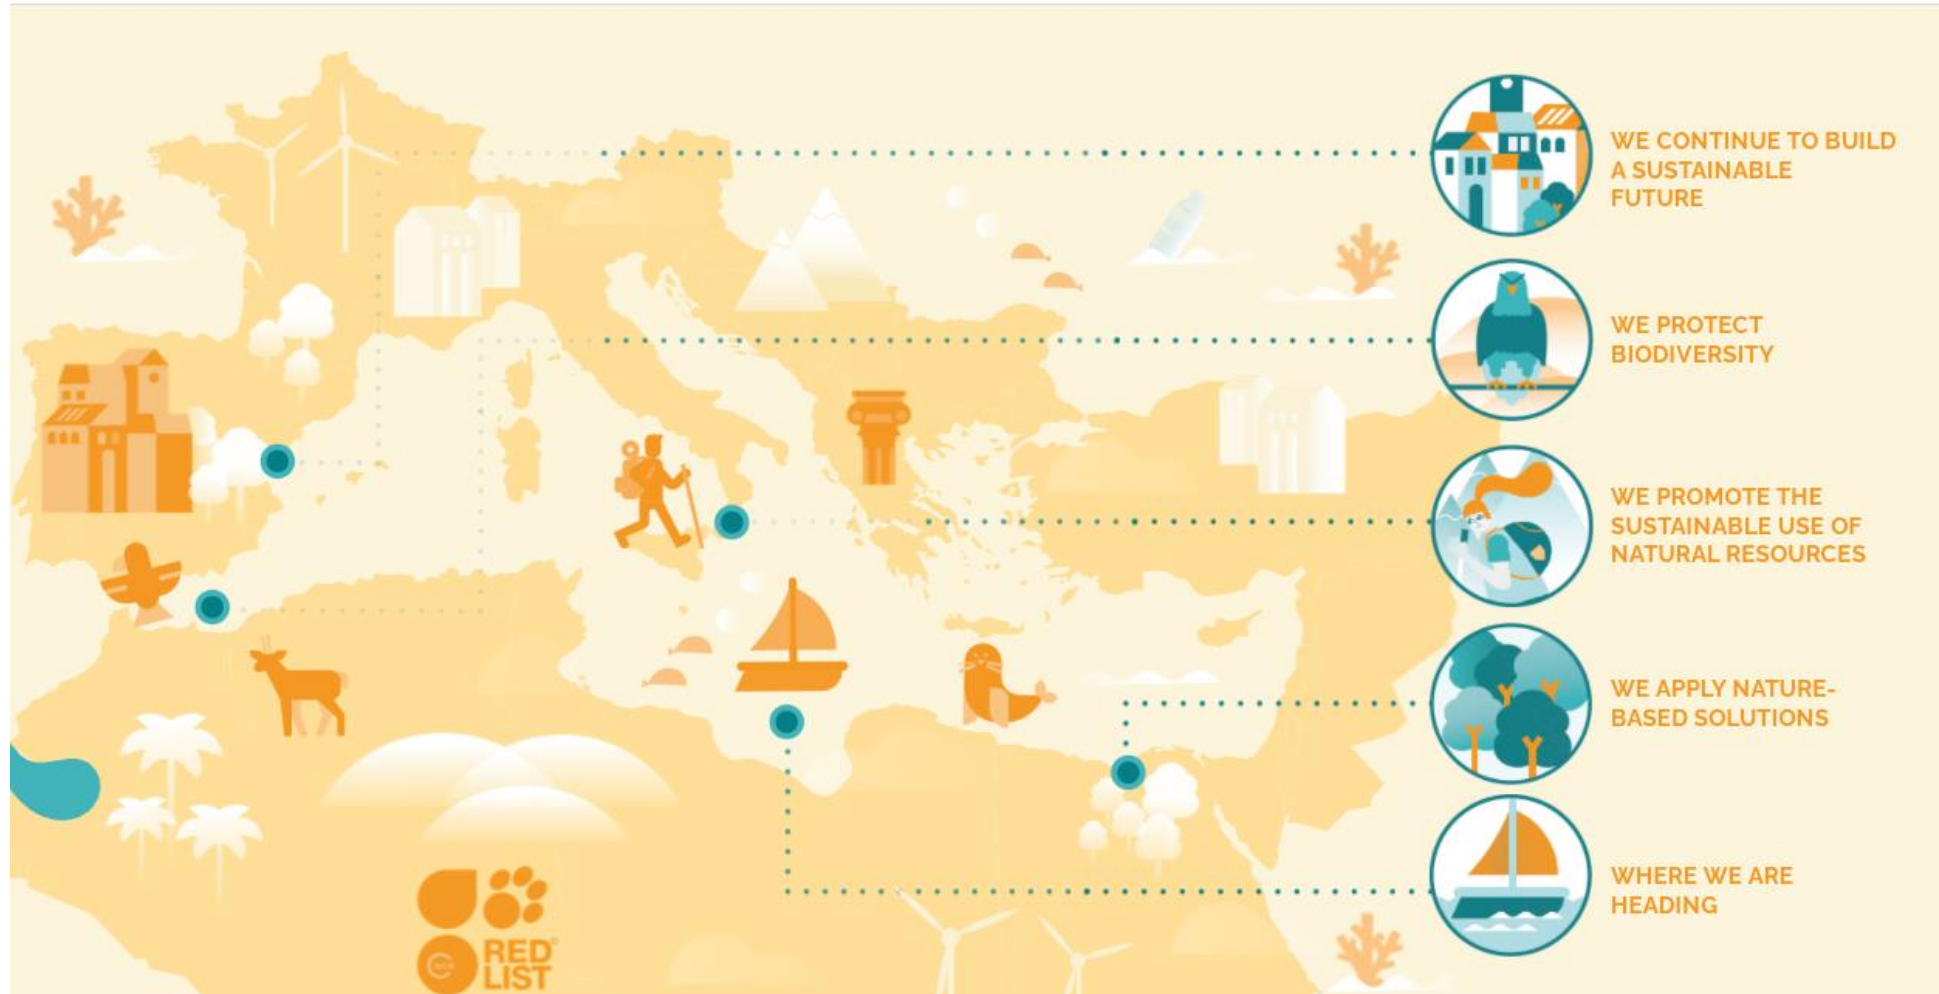 WE CONTINUE TO BUILD
A SUSTAINABLE
FUTURE
WE PROTECT
BIODIVERSITY
WE PROMOTE THE
SUSTAINABLE USE OF
NATURAL RESOURCES
WE APPLY NATURE-
BASED SOLUTIONS
WHERE WE ARE
HEADING
RED
LIST